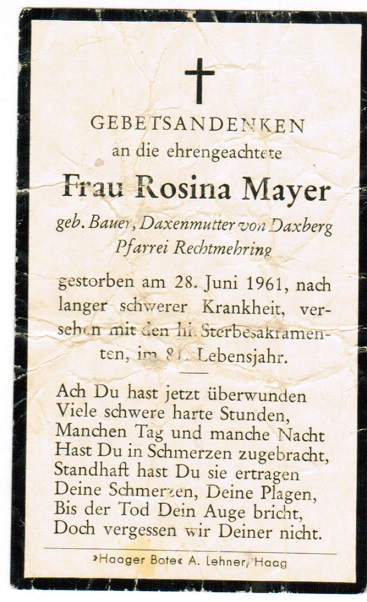 GEBETSANDENKEN
an die ehrengeachtete
Frau Rosina Mayer
geb. Bauer, Daxenmutter von Daxberg
Pfarrei Rechtmehring
gestorben am 28. Juni 1961, nach
langer schwerer Krankheit, ver-
sehen mit den hl. Sterbesakramen-
ten, im Lebensjahr.
Ach Du hast jetzt überwunden
Viele schwere harte Stunden,
Manchen Tag und manche Nacht
Hast Du in Schmerzen zugebracht,
Standhaft hast Du sie ertragen
Deine Schmerzen, Deine Plagen,
Bis der Tod Dein Auge bricht,
Doch vergessen wir Deiner nicht.
›Haager Bote‹ A. Lehner, Haag